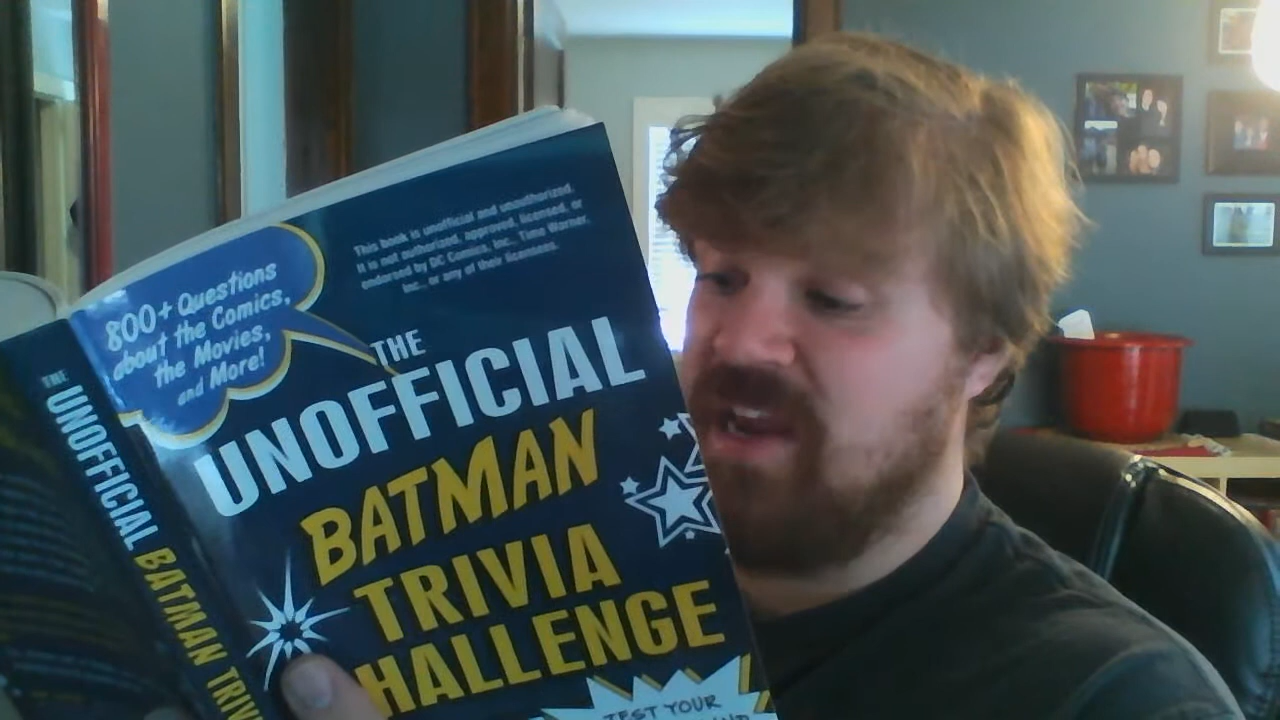 This book is unofficial and unauthorized.
It is not authorized, approved, licensed, or
endorsed by DC Comics, Inc., Time Warner,
Inc., or any of their licensees.
800+ Questions
about the Comics,
the Movies,
and More!
THE
UNOFFICIAL
BATMAN
TRIVIA
HALLENGE
TEST YOUR
THE UNOFFICIAL BATMAN TRIV